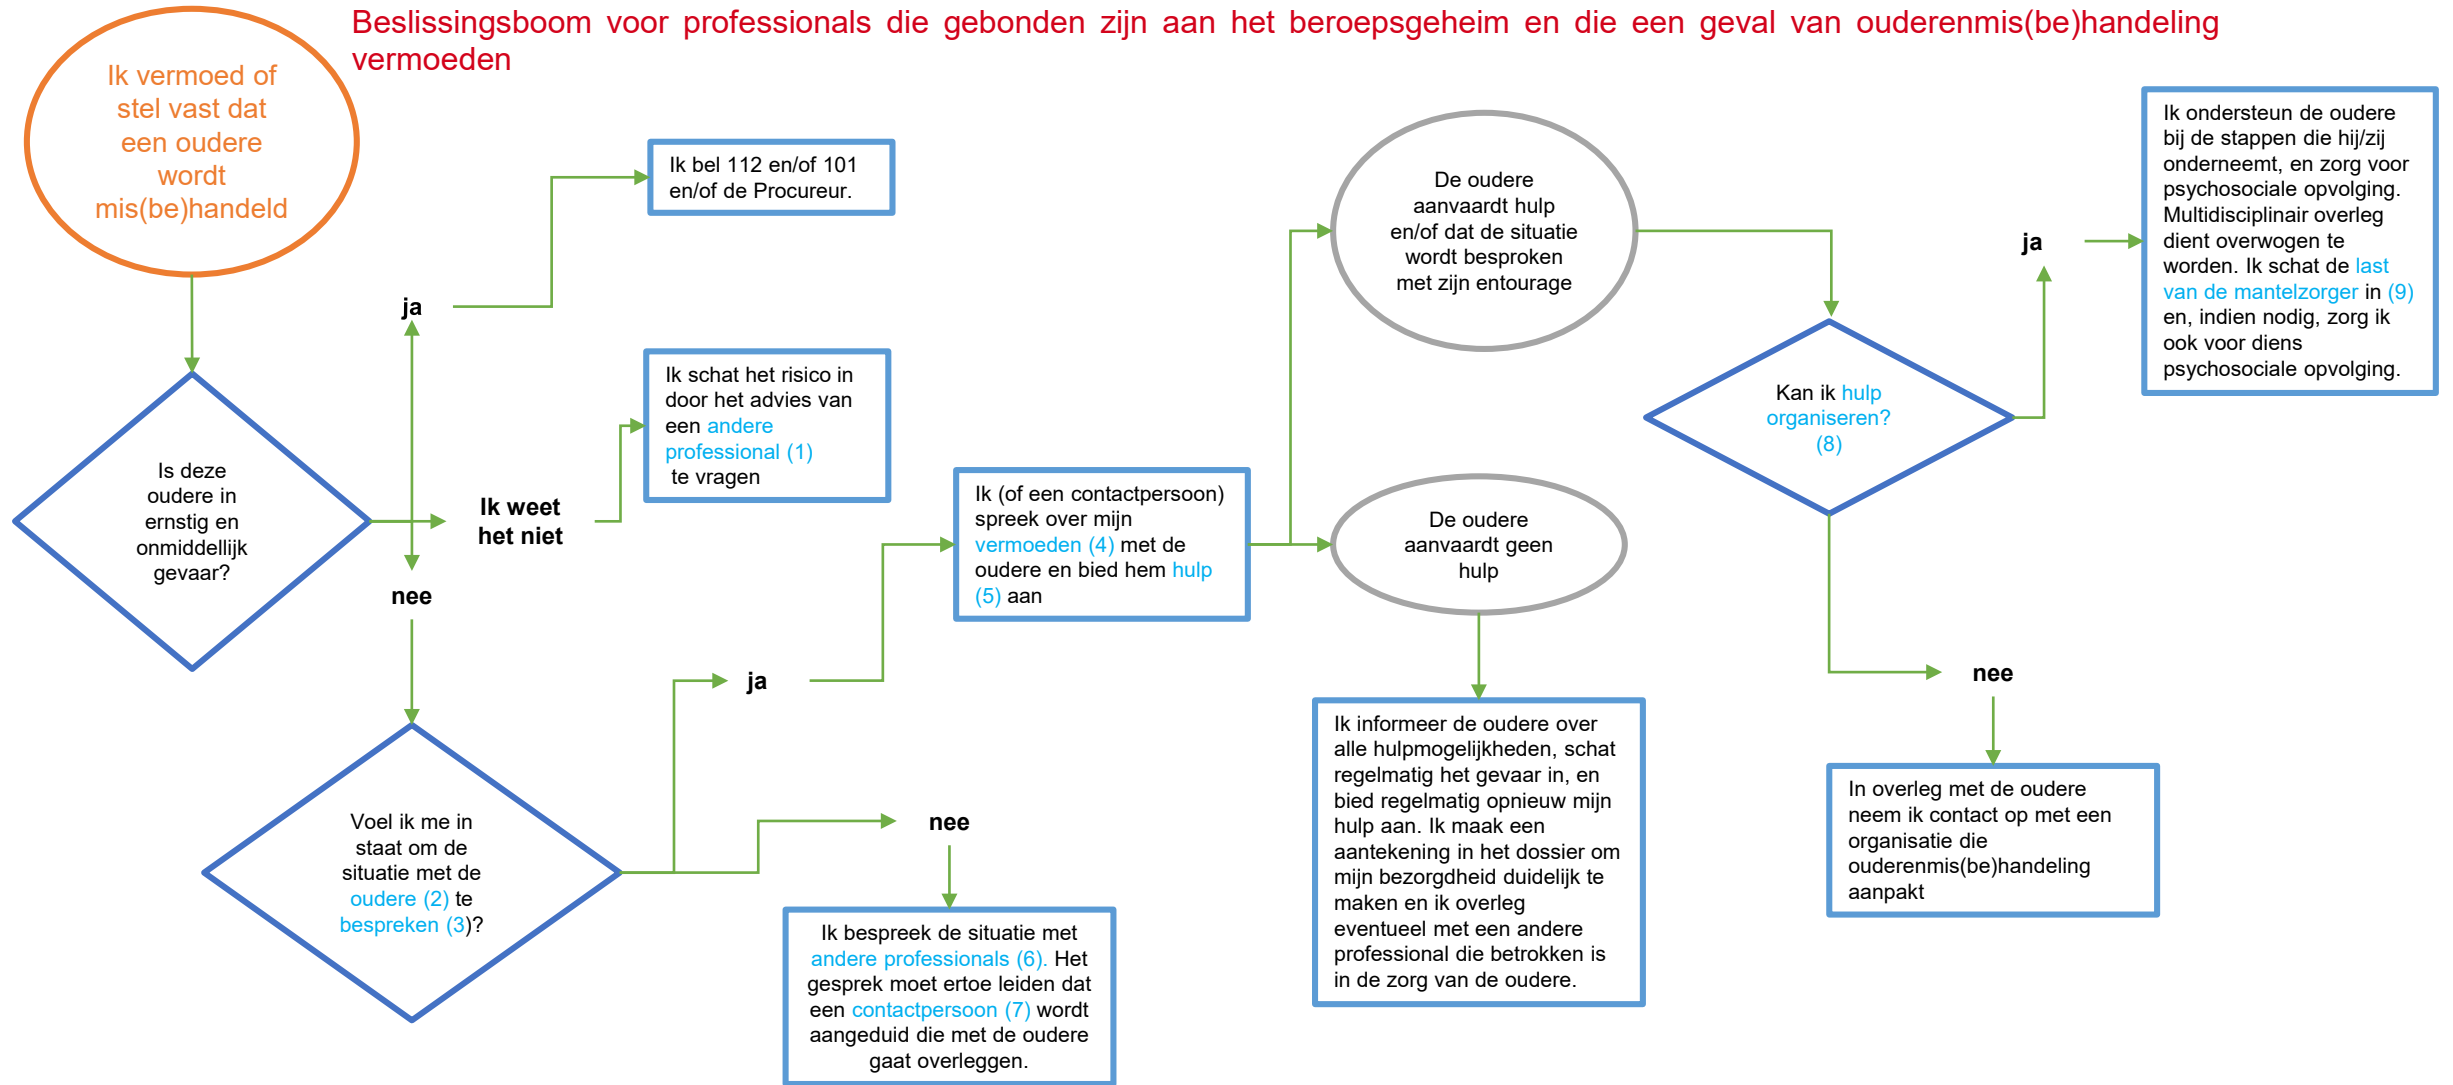 Beslissingsboom voor professionals die gebonden zijn aan het beroepsgeheim en die een geval van ouderenmis(be)handeling
vermoeden
Ik vermoed of
stel vast dat
een oudere
wordt
mis(be)handeld
Is deze
oudere in
ernstig en
onmiddellijk
gevaar?
ja
Ik bel 112 en/of 101
en/of de Procureur.
Ik weet
het niet
Ik schat het risico in
door het advies van
een andere
professional (1)
te vragen
nee
Voel ik me in
staat om de
situatie met de
oudere (2) te
bespreken (3)?
ja
nee
Ik bespreek de situatie met
andere professionals (6). Het
gesprek moet ertoe leiden dat
een contactpersoon (7) wordt
aangeduid die met de oudere
gaat overleggen.
Ik (of een contactpersoon)
spreek over mijn
vermoeden (4) met de
oudere en bied hem hulp
(5) aan
De oudere
aanvaardt hulp
en/of dat de situatie
wordt besproken
met zijn entourage
De oudere
aanvaardt geen
hulp
Ik informeer de oudere over
alle hulpmogelijkheden, schat
regelmatig het gevaar in, en
bied regelmatig opnieuw mijn
hulp aan. Ik maak een
aantekening in het dossier om
mijn bezorgdheid duidelijk te
maken en ik overleg
eventueel met een andere
professional die betrokken is
in de zorg van de oudere.
Kan ik hulp
organiseren?
(8)
ja
Ik ondersteun de oudere
bij de stappen die hij/zij
onderneemt, en zorg voor
psychosociale opvolging.
Multidisciplinair overleg
dient overwogen te
worden. Ik schat de last
van de mantelzorger in (9)
en, indien nodig, zorg ik
ook voor diens
psychosociale opvolging.
nee
In overleg met de oudere
neem ik contact op met een
organisatie die
ouderenmis(be)handeling
aanpakt